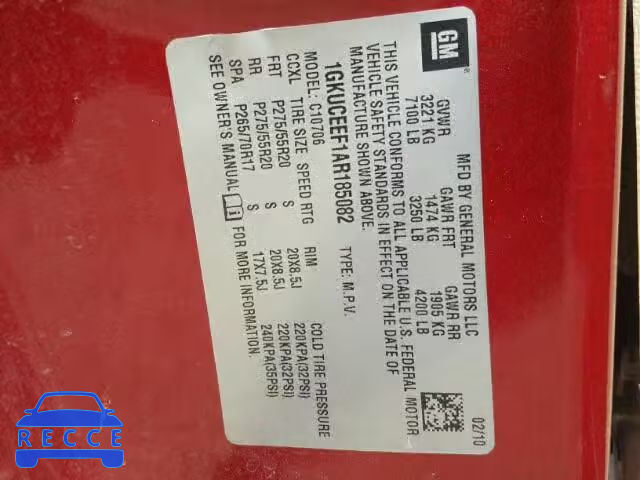 GM
MFD BY GENERAL MOTORS LLC
02/10
GVWR GAWR FRT GAWR RR
3221 KG 1474 KG 1905 KG
7100 LB 3250 LB 4200 LB
THIS VEHICLE CONFORMS TO ALL APPLICABLE U.S. FEDERAL MOTOR
VEHICLE SAFETY STANDARDS IN EFFECT ON THE DATE OF
MANUFACTURE SHOWN ABOVE.
1GKUCEEF1AR185082 TYPE: M.P.V.
MODEL: C10706
CCXL TIRE SIZE SPEED RTG RIM COLD TIRE PRESSURE
FRT P275/55R20 S 20X8.5J 220KPA(32PSI)
RR P275/55R20 S 20X8.5J 220KPA(32PSI)
SPA P265/70R17 S 17X7.5J 240KPA(35PSI)
SEE OWNER'S MANUAL FOR MORE INFORMATION.
RECCE